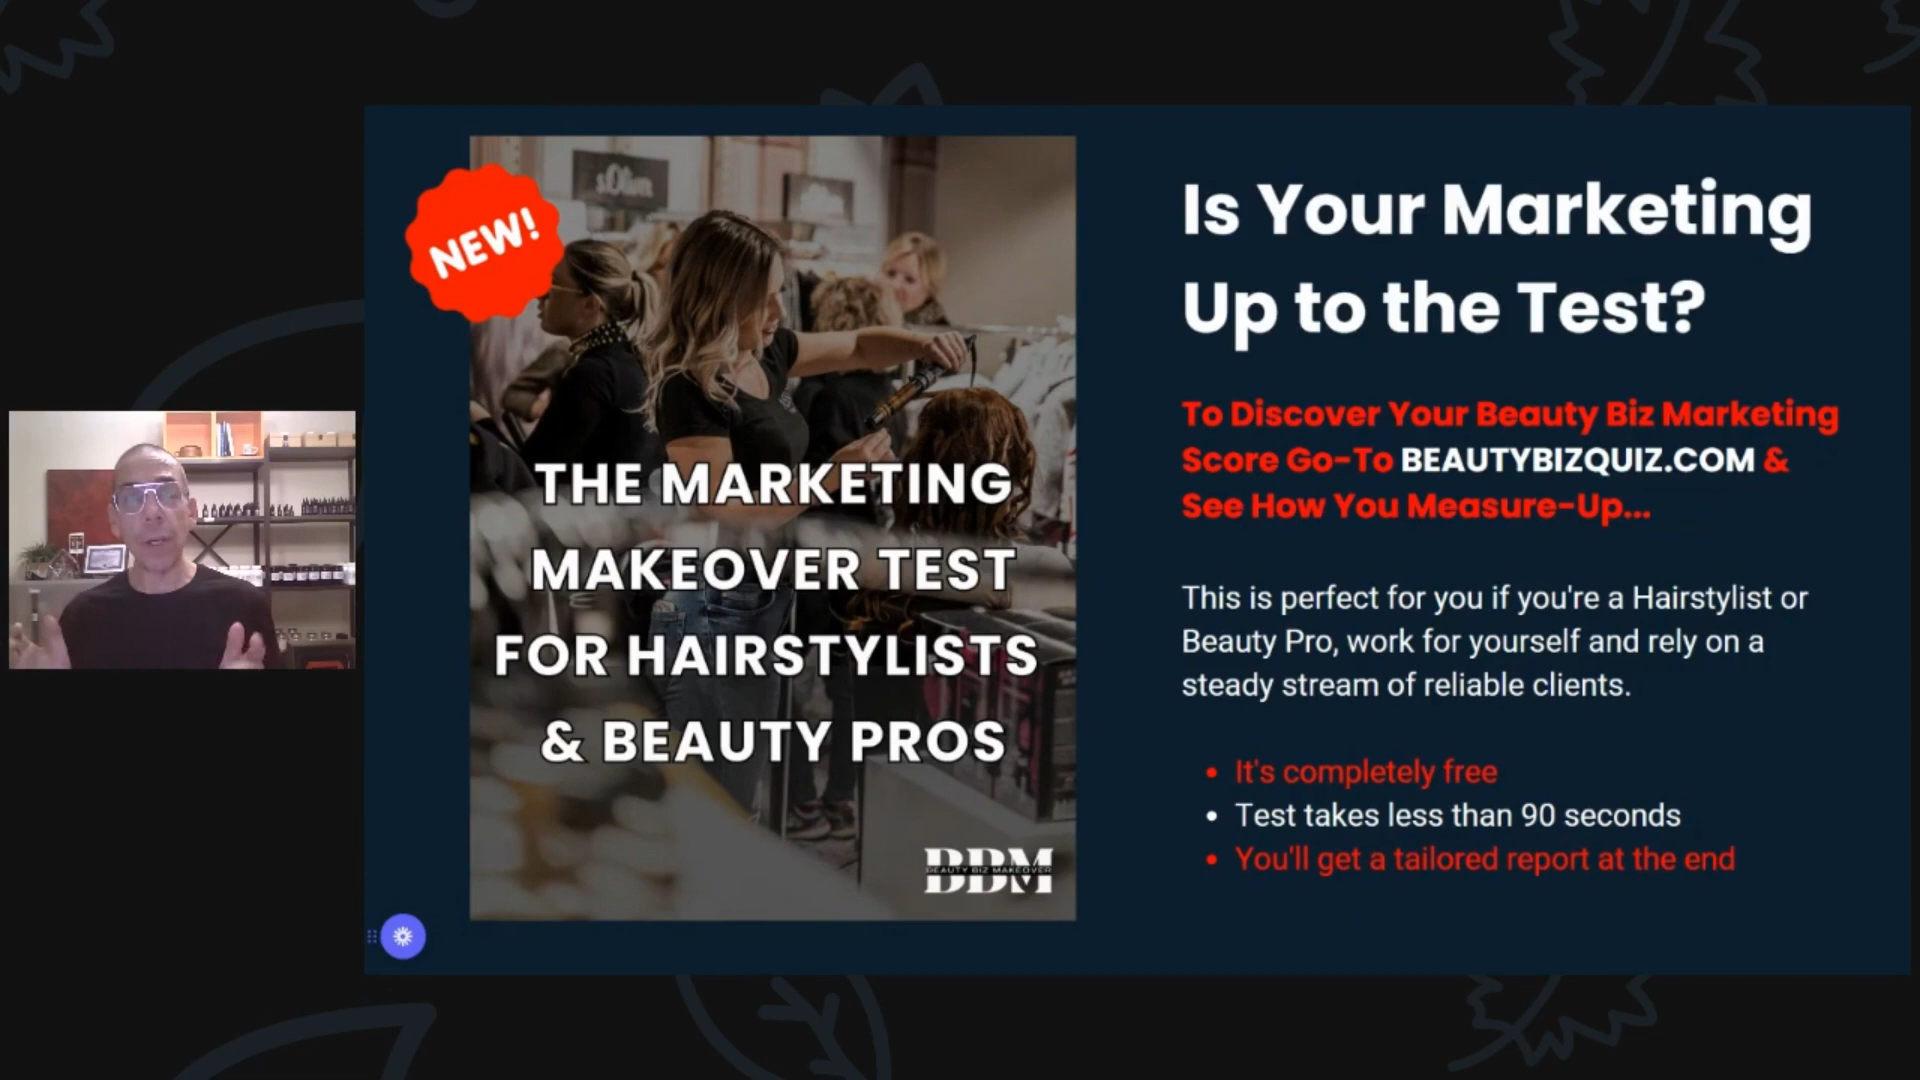 NEW!
s.Oliver
THE MARKETING
MAKEOVER TEST
FOR HAIRSTYLISTS
& BEAUTY PROS
BBM
BEAUTY BIZ MAKEOVER
Is Your Marketing
Up to the Test?
To Discover Your Beauty Biz Marketing
Score Go-To BEAUTYBIZQUIZ.COM &
See How You Measure-Up...
This is perfect for you if you're a Hairstylist or
Beauty Pro, work for yourself and rely on a
steady stream of reliable clients.
• It's completely free
• Test takes less than 90 seconds
• You'll get a tailored report at the end